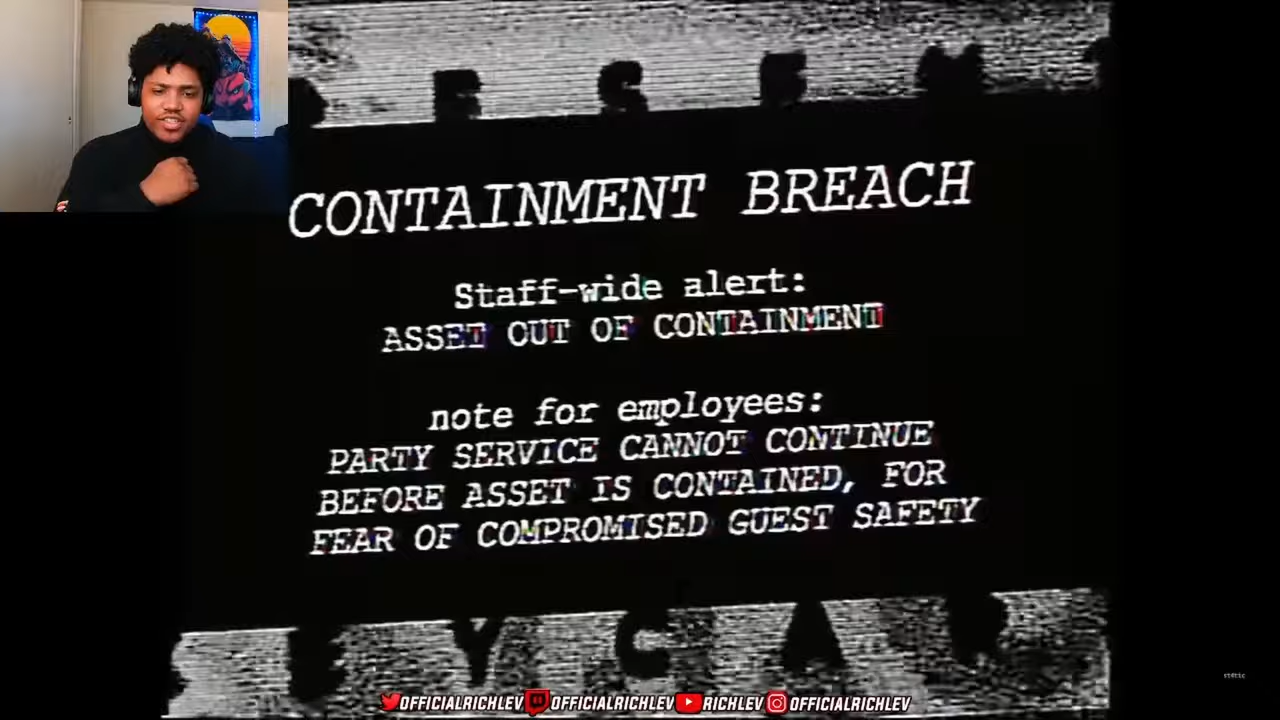 CONTAINMENT BREACH
Staff-wide alert:
ASSET OUT OF CONTAINMENT
note for employees:
PARTY SERVICE CANNOT CONTINUE
BEFORE ASSET IS CONTAINED, FOR
FEAR OF COMPROMISED GUEST SAFETY
OFFICIALRICHLEV OFFICIALRICHLEV RICHLEV OFFICIALRICHLEV